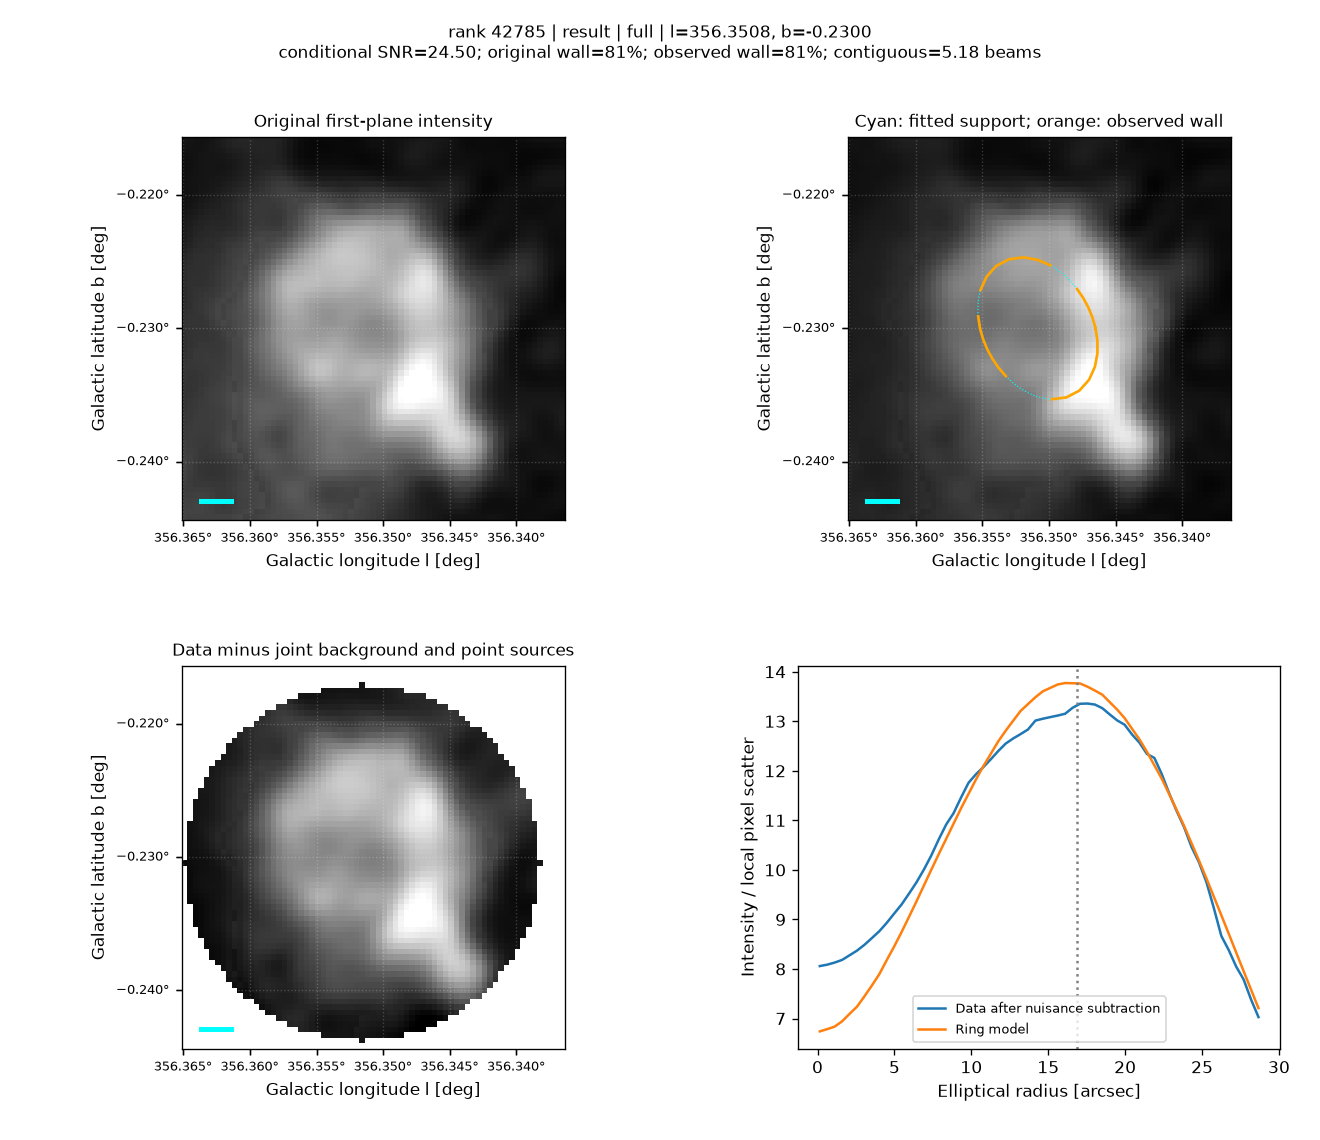 rank 42785 | result | full | l=356.3508, b=-0.2300
conditional SNR=24.50; original wall=81%; observed wall=81%; contiguous=5.18 beams
Original first-plane intensity
−0.220°
−0.230°
−0.240°
Galactic latitude b [deg]
356.365° 356.360° 356.355° 356.350° 356.345° 356.340°
Galactic longitude l [deg]
Cyan: fitted support; orange: observed wall
−0.220°
−0.230°
−0.240°
Galactic latitude b [deg]
356.365° 356.360° 356.355° 356.350° 356.345° 356.340°
Galactic longitude l [deg]
Data minus joint background and point sources
−0.220°
−0.230°
−0.240°
Galactic latitude b [deg]
356.365° 356.360° 356.355° 356.350° 356.345° 356.340°
Galactic longitude l [deg]
14
13
12
11
10
9
8
7
Intensity / local pixel scatter
Data after nuisance subtraction
Ring model
0 5 10 15 20 25 30
Elliptical radius [arcsec]